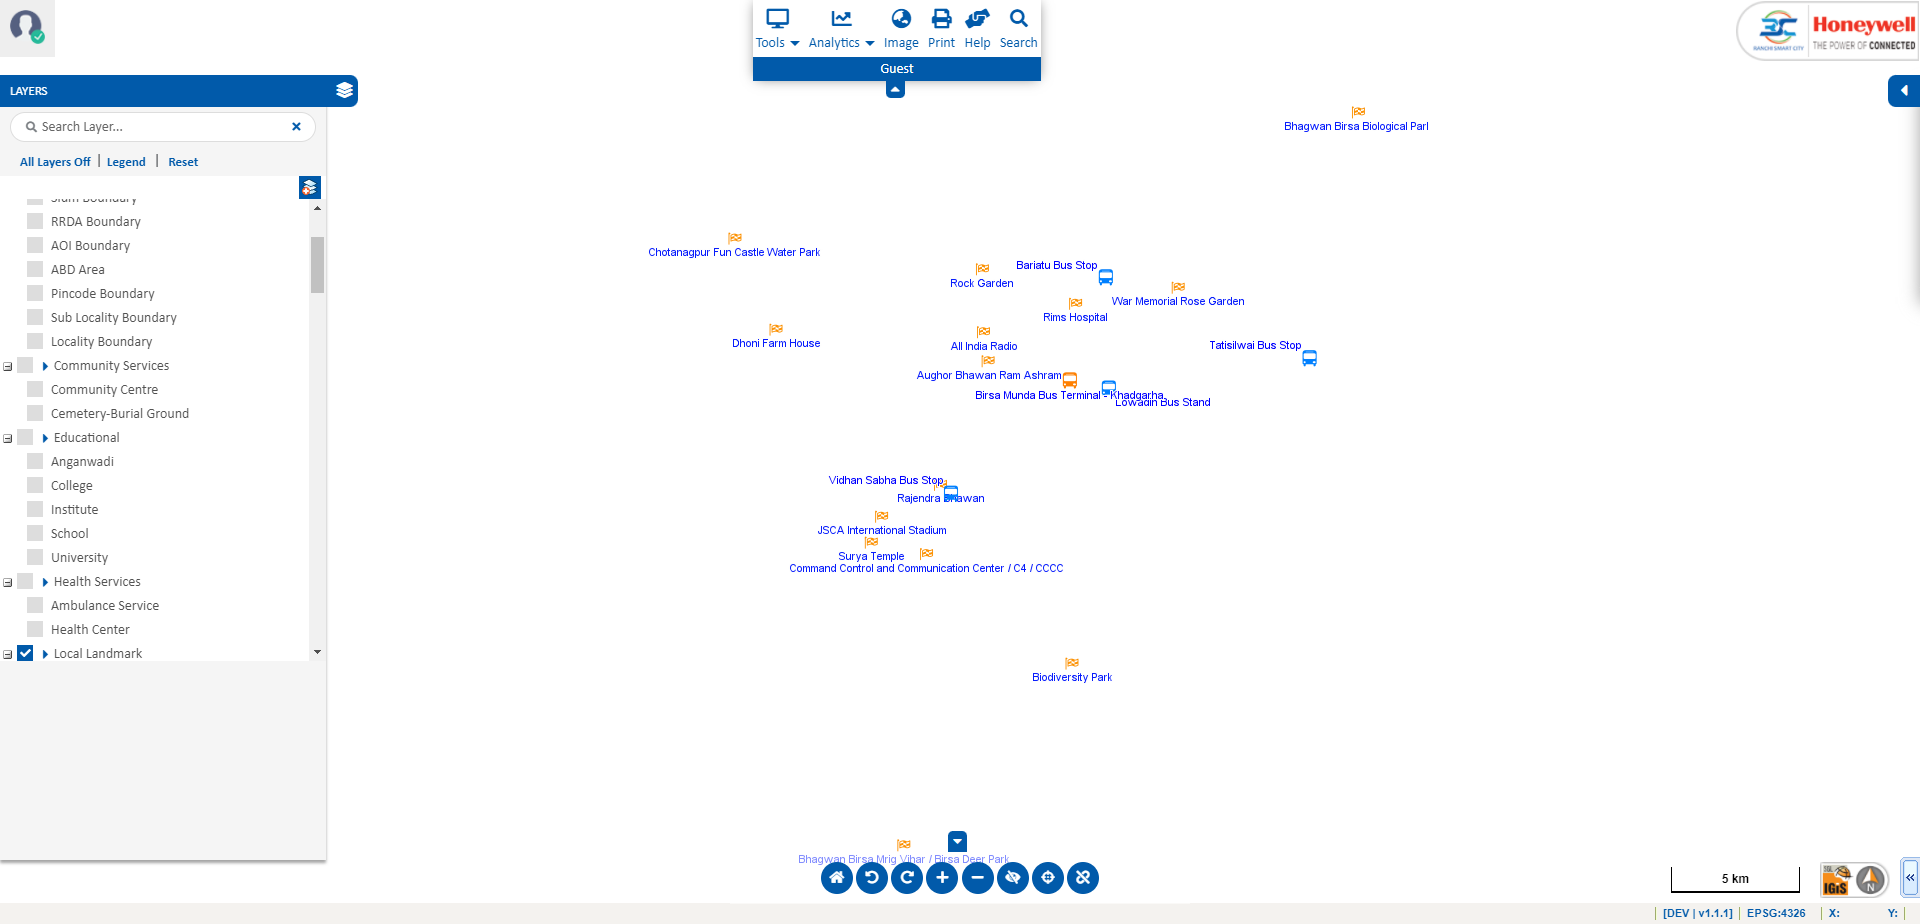 Tools
Analytics
Image
Print
Help
Search
Guest
RANCHI SMART CITY
Honeywell
THE POWER OF CONNECTED
LAYERS
Search Layer...
All Layers Off | Legend | Reset
Slum Boundary
RRDA Boundary
AOI Boundary
ABD Area
Pincode Boundary
Sub Locality Boundary
Locality Boundary
Community Services
Community Centre
Cemetery-Burial Ground
Educational
Anganwadi
College
Institute
School
University
Health Services
Ambulance Service
Health Center
Local Landmark
Bhagwan Birsa Biological Parl
Chotanagpur Fun Castle Water Park
Bariatu Bus Stop
Rock Garden
War Memorial Rose Garden
Rims Hospital
Dhoni Farm House
All India Radio
Tatisilwai Bus Stop
Aughor Bhawan Ram Ashram
Birsa Munda Bus Terminal - Khadgarha
Lowadih Bus Stand
Vidhan Sabha Bus Stop
Rajendra Bhawan
JSCA International Stadium
Surya Temple
Command Control and Communication Center / C4 / CCCC
Biodiversity Park
Bhagwan Birsa Mrig Vihar / Birsa Deer Park
5 km
IGiS
N
[DEV | v1.1.1]
EPSG:4326
X:
Y: